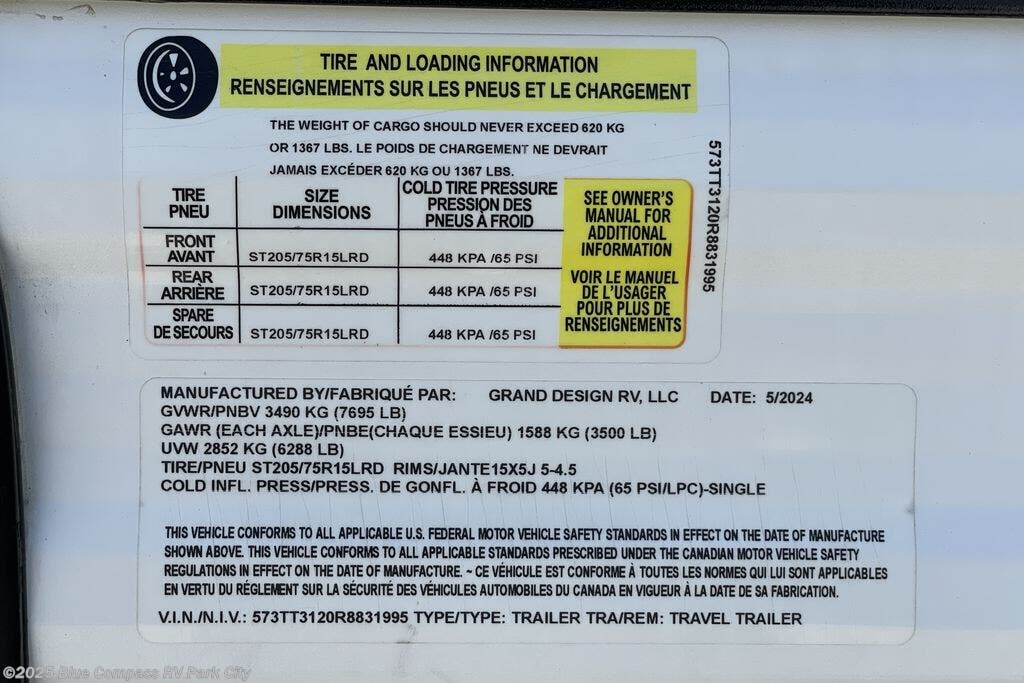 TIRE AND LOADING INFORMATION
RENSEIGNEMENTS SUR LES PNEUS ET LE CHARGEMENT
THE WEIGHT OF CARGO SHOULD NEVER EXCEED 620 KG
OR 1367 LBS. LE POIDS DE CHARGEMENT NE DEVRAIT
JAMAIS EXCÉDER 620 KG OU 1367 LBS.
TIRE
PNEU
SIZE
DIMENSIONS
COLD TIRE PRESSURE
PRESSION DES
PNEUS À FROID
FRONT
AVANT
ST205/75R15LRD
448 KPA /65 PSI
REAR
ARRIÈRE
ST205/75R15LRD
448 KPA /65 PSI
SPARE
DE SECOURS
ST205/75R15LRD
448 KPA /65 PSI
SEE OWNER'S
MANUAL FOR
ADDITIONAL
INFORMATION
VOIR LE MANUEL
DE L'USAGER
POUR PLUS DE
RENSEIGNEMENTS
573TT3120R8831995
MANUFACTURED BY/FABRIQUÉ PAR: GRAND DESIGN RV, LLC DATE: 5/2024
GVWR/PNBV 3490 KG (7695 LB)
GAWR (EACH AXLE)/PNBE(CHAQUE ESSIEU) 1588 KG (3500 LB)
UVW 2852 KG (6288 LB)
TIRE/PNEU ST205/75R15LRD RIMS/JANTE15X5J 5-4.5
COLD INFL. PRESS/PRESS. DE GONFL. À FROID 448 KPA (65 PSI/LPC)-SINGLE
THIS VEHICLE CONFORMS TO ALL APPLICABLE U.S. FEDERAL MOTOR VEHICLE SAFETY STANDARDS IN EFFECT ON THE DATE OF MANUFACTURE
SHOWN ABOVE. THIS VEHICLE CONFORMS TO ALL APPLICABLE STANDARDS PRESCRIBED UNDER THE CANADIAN MOTOR VEHICLE SAFETY
REGULATIONS IN EFFECT ON THE DATE OF MANUFACTURE. ~ CE VÉHICULE EST CONFORME À TOUTES LES NORMES QUI LUI SONT APPLICABLES
EN VERTU DU RÉGLEMENT SUR LA SÉCURITÉ DES VÉHICULES AUTOMOBILES DU CANADA EN VIGUEUR À LA DATE DE SA FABRICATION.
V.I.N./N.I.V.: 573TT3120R8831995 TYPE/TYPE: TRAILER TRA/REM: TRAVEL TRAILER
©2025 Blue Compass RV Park City